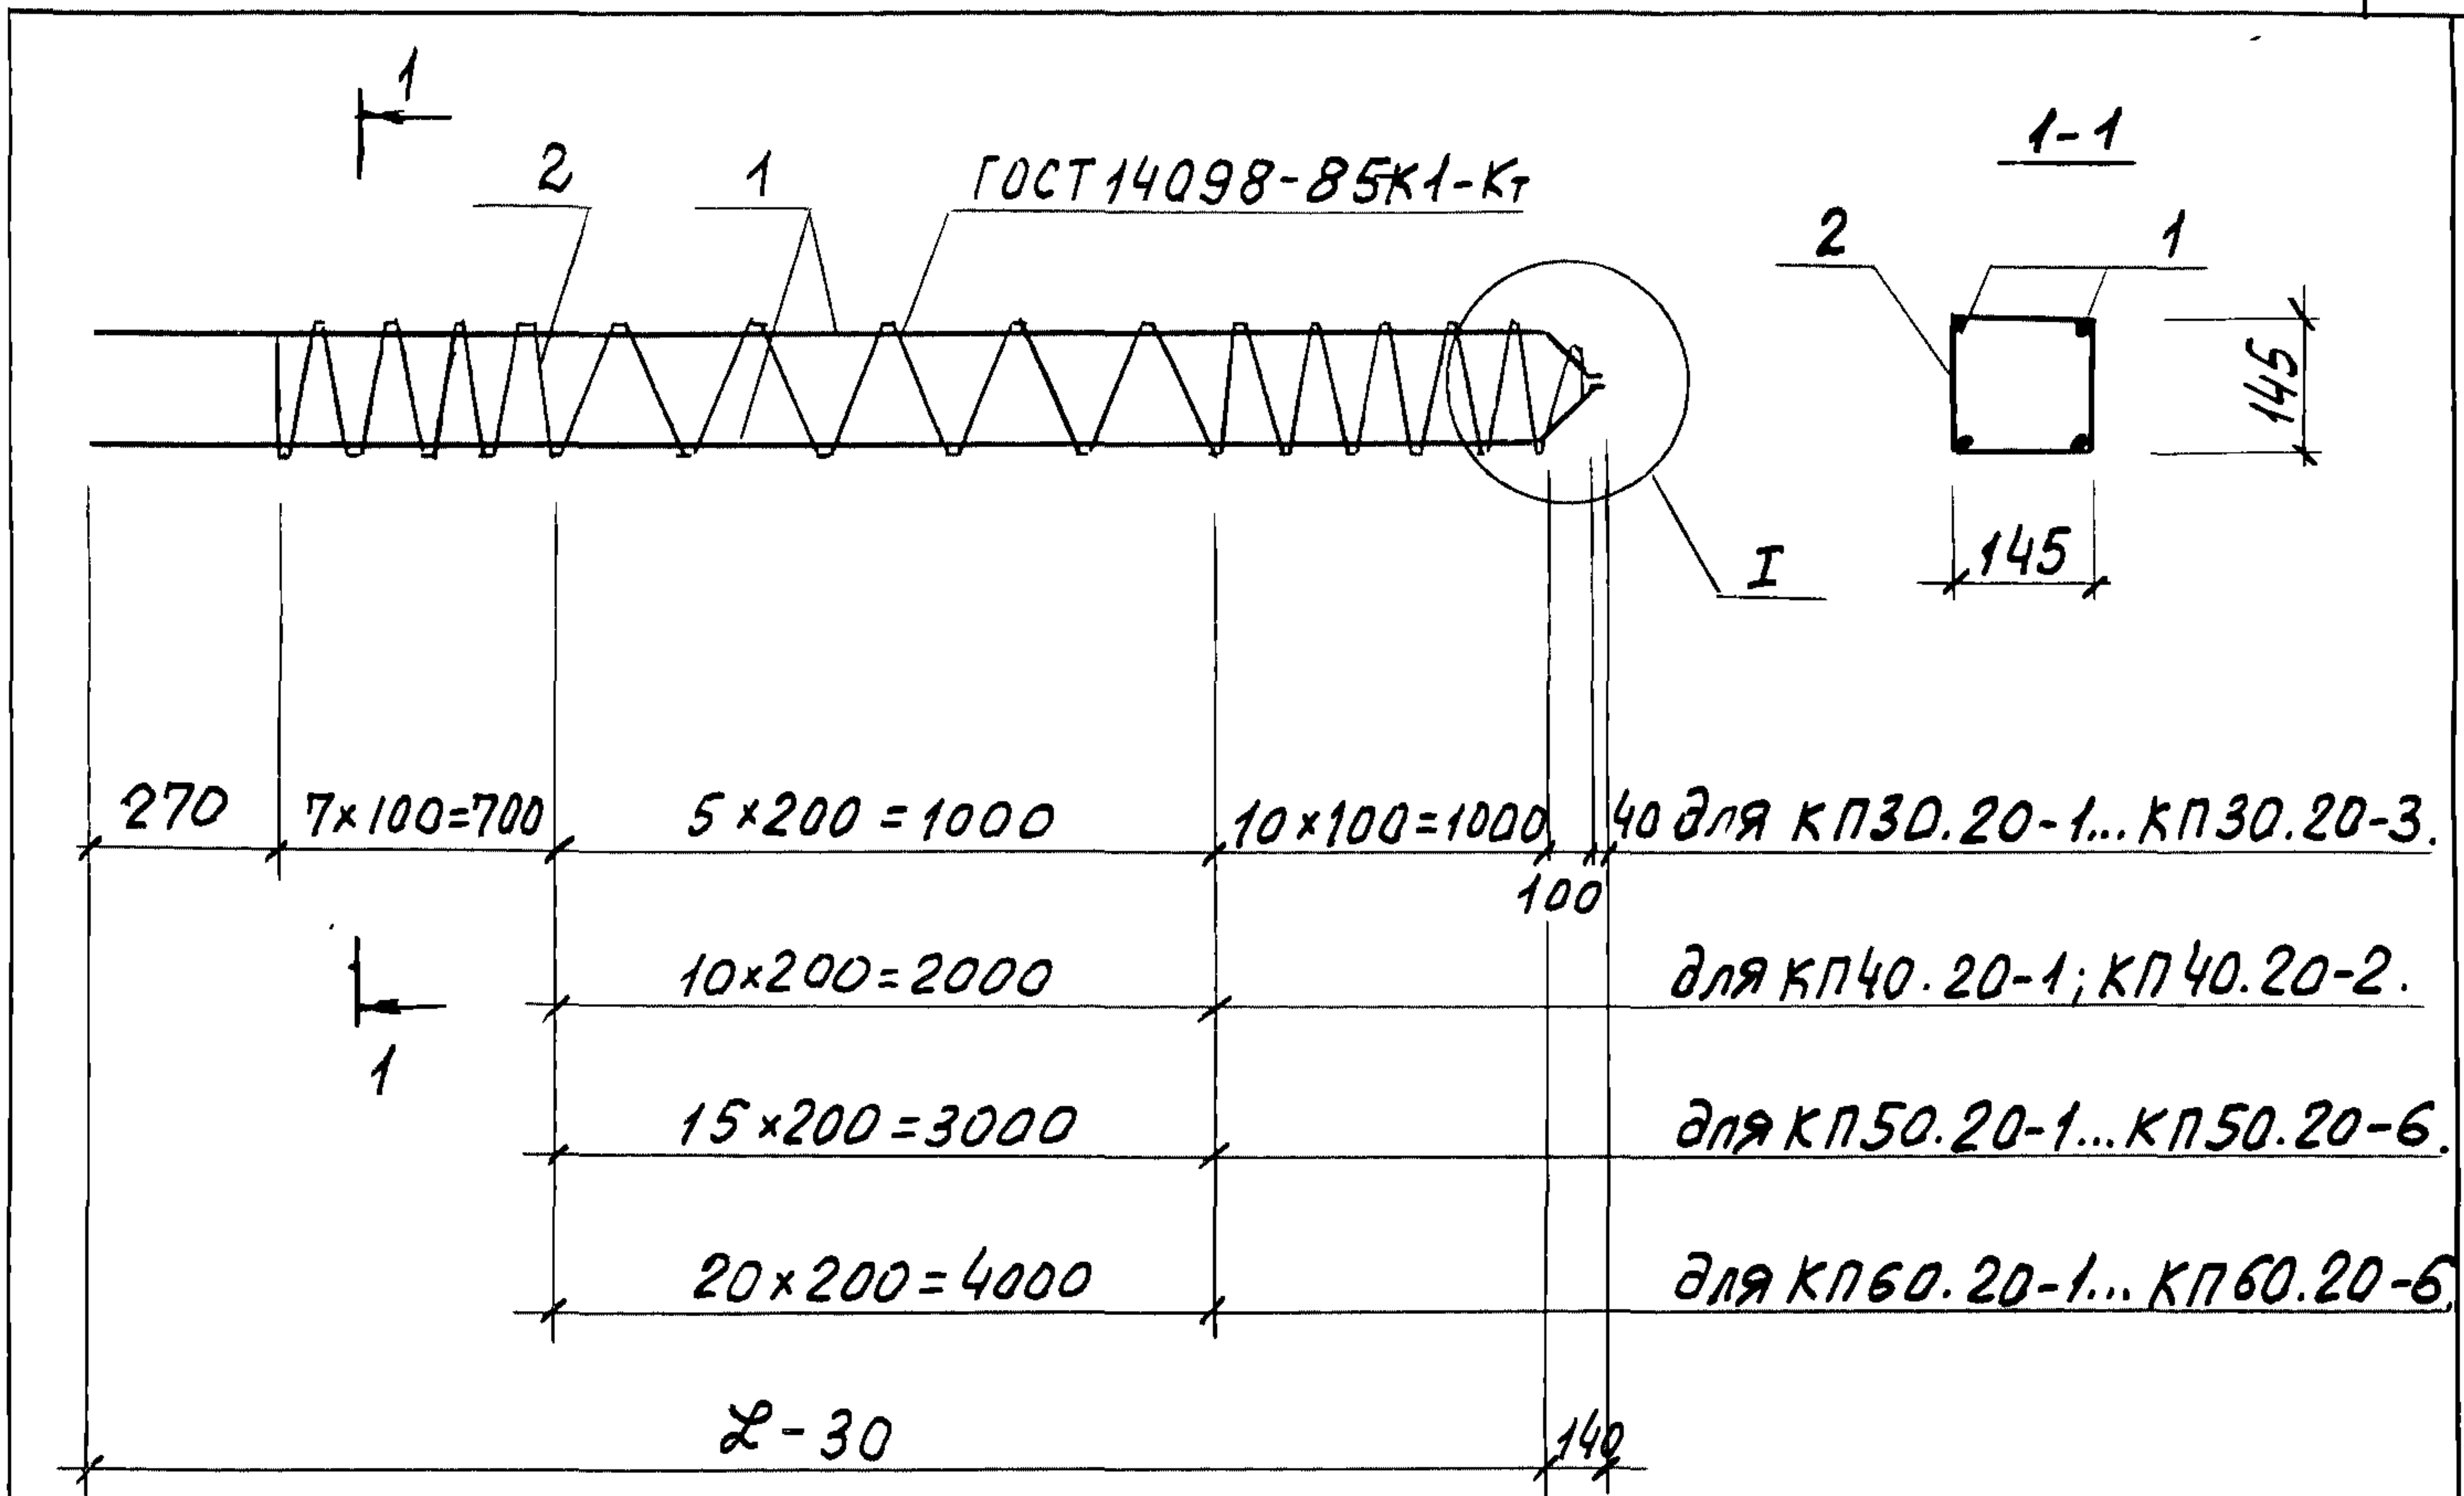 1
1-1
2 1 ГОСТ 14098-85К1-Кт
2 1
145
145
I
270 7×100=700 5×200=1000 10×100=1000 40 для КП30.20-1... КП30.20-3.
100
10×200=2000 для КП40.20-1; КП40.20-2.
1
15×200=3000 для КП50.20-1... КП50.20-6.
20×200=4000 для КП60.20-1... КП60.20-6.
L-30 140